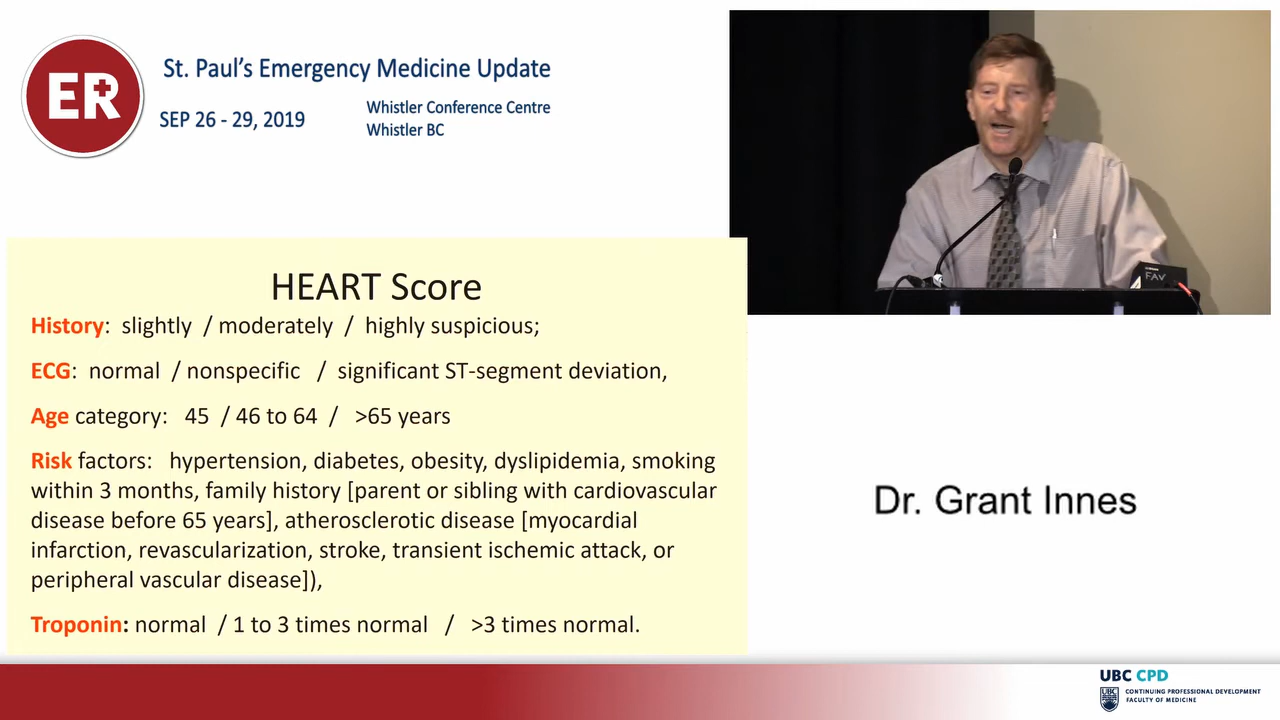 ER
St. Paul's Emergency Medicine Update
SEP 26 - 29, 2019
Whistler Conference Centre
Whistler BC
FAV
HEART Score
History: slightly / moderately / highly suspicious;
ECG: normal / nonspecific / significant ST-segment deviation,
Age category: 45 / 46 to 64 / >65 years
Risk factors: hypertension, diabetes, obesity, dyslipidemia, smoking
within 3 months, family history [parent or sibling with cardiovascular
disease before 65 years], atherosclerotic disease [myocardial
infarction, revascularization, stroke, transient ischemic attack, or
peripheral vascular disease]),
Troponin: normal / 1 to 3 times normal / >3 times normal.
Dr. Grant Innes
UBC CPD
UBC
CONTINUING PROFESSIONAL DEVELOPMENT
FACULTY OF MEDICINE